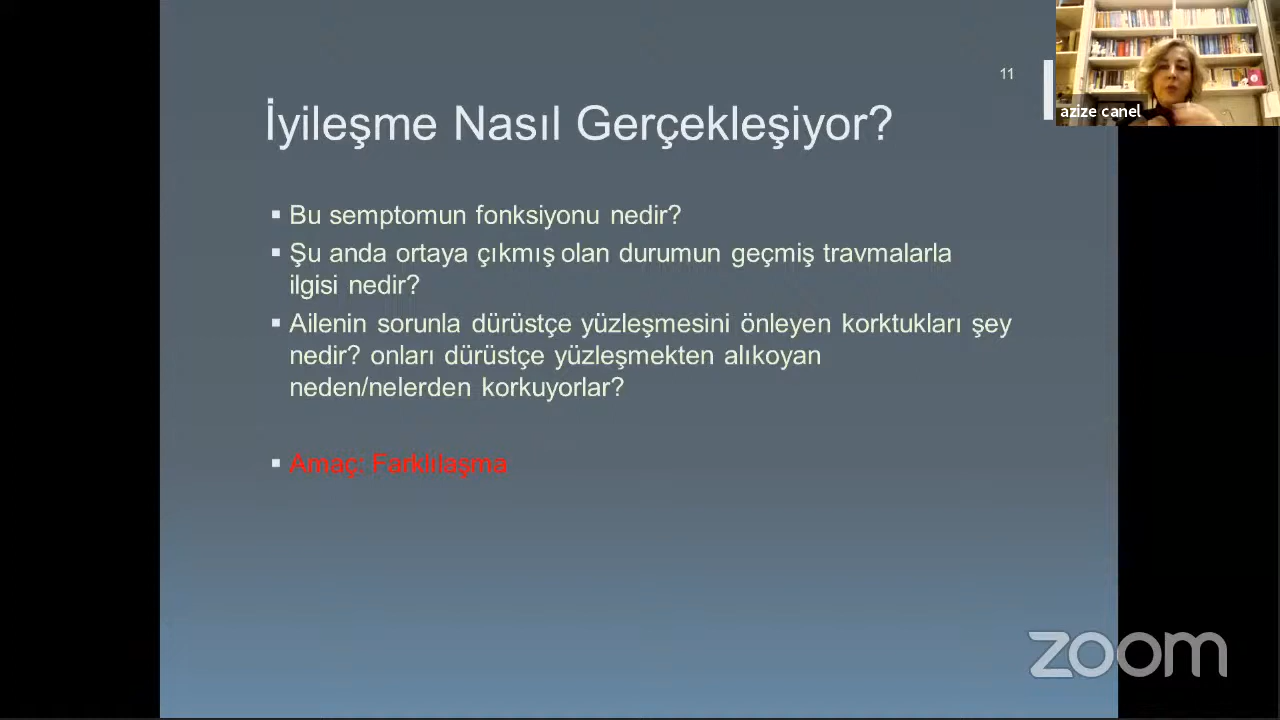 11
azize canel
İyileşme Nasıl Gerçekleşiyor?
Bu semptomun fonksiyonu nedir?
Şu anda ortaya çıkmış olan durumun geçmiş travmalarla
ilgisi nedir?
Ailenin sorunla dürüstçe yüzleşmesini önleyen korktukları şey
nedir? onları dürüstçe yüzleşmekten alıkoyan
neden/nelerden korkuyorlar?
Amaç: Farklılaşma
zoom